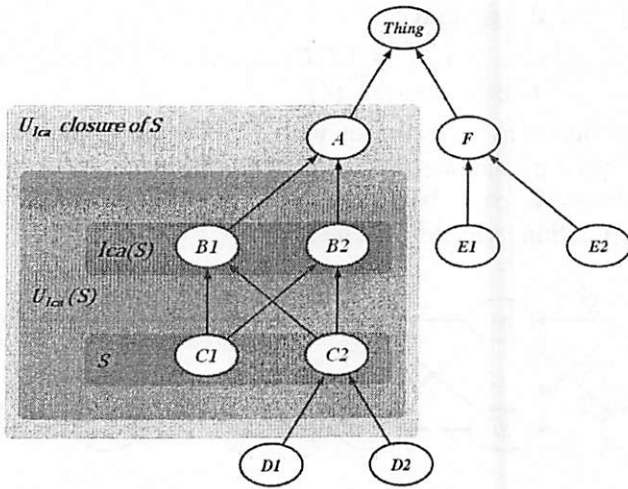 Thing
U_lca closure of S
A
F
lca(S)
B1
B2
E1
E2
U_lca (S)
S
C1
C2
D1
D2